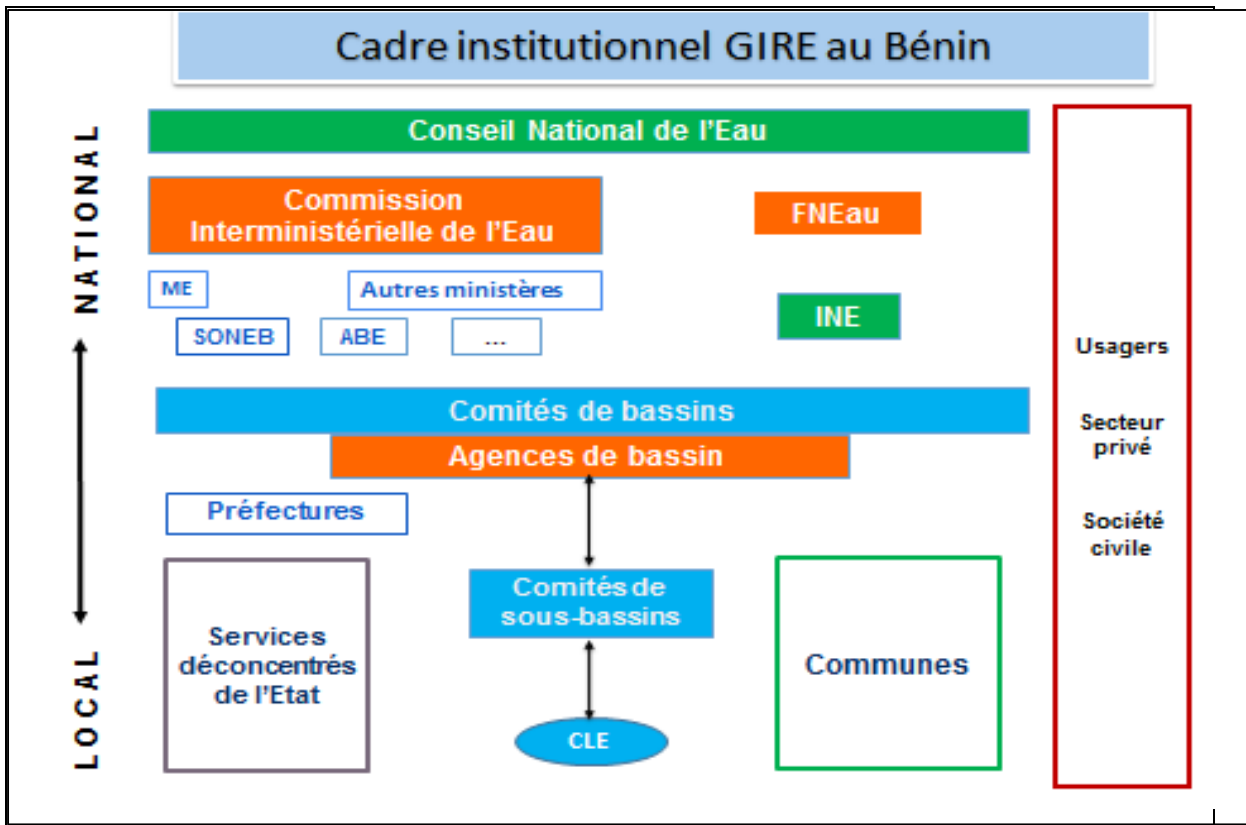 Cadre institutionnel GIRE au Bénin
NATIONAL
LOCAL
Conseil National de l'Eau
Commission
Interministérielle de l'Eau
FNEau
ME
Autres ministères
SONEB
ABE
...
INE
Comités de bassins
Agences de bassin
Préfectures
Services
déconcentrés
de l'Etat
Comités de
sous-bassins
CLE
Communes
Usagers
Secteur
privé
Société
civile